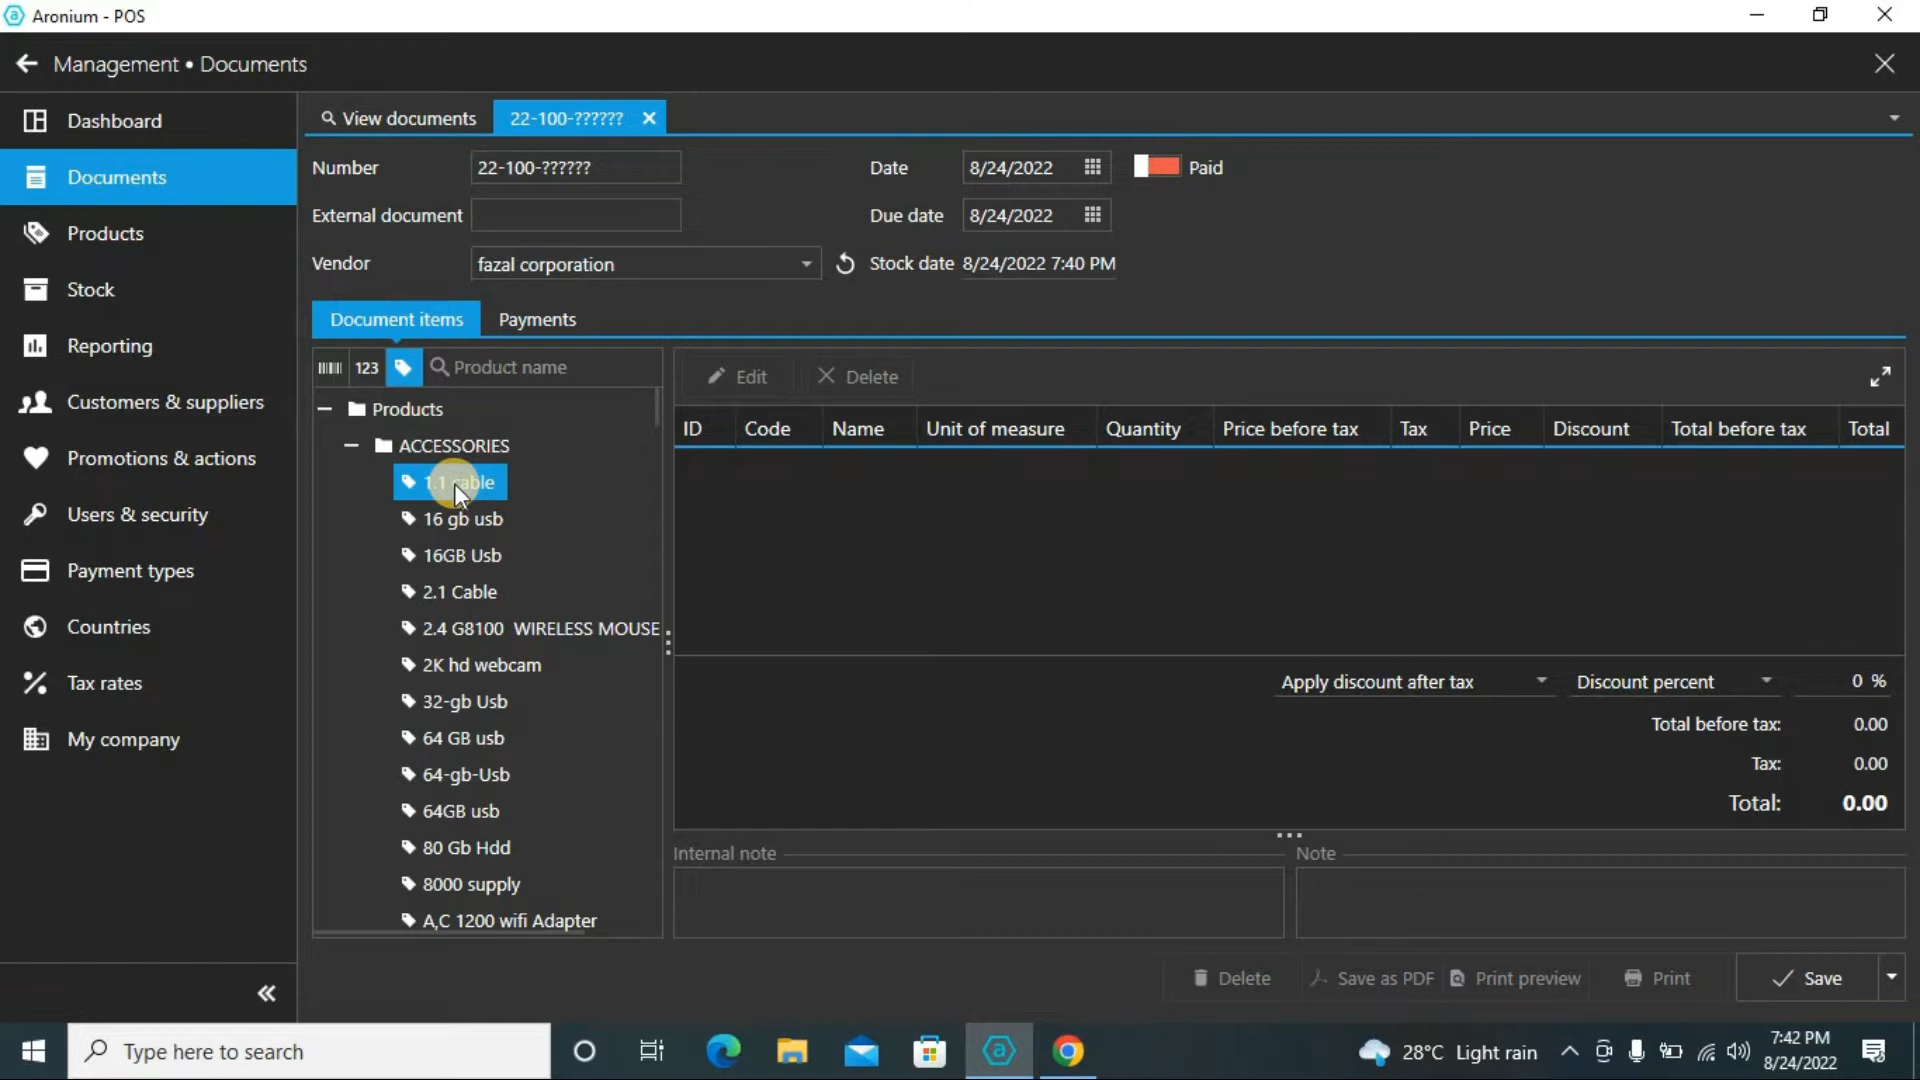 Aronium - POS
Management • Documents
Dashboard
Documents
Products
Stock
Reporting
Customers & suppliers
Promotions & actions
Users & security
Payment types
Countries
Tax rates
My company
View documents
22-100-??????
Number
22-100-??????
Date
8/24/2022
Paid
External document
Due date
8/24/2022
Vendor
fazal corporation
Stock date
8/24/2022 7:40 PM
Document items
Payments
123
Product name
Products
ACCESSORIES
1.1 cable
16 gb usb
16GB Usb
2.1 Cable
2.4 G8100 WIRELESS MOUSE
2K hd webcam
32-gb Usb
64 GB usb
64-gb-Usb
64GB usb
80 Gb Hdd
8000 supply
A,C 1200 wifi Adapter
Edit
Delete
ID
Code
Name
Unit of measure
Quantity
Price before tax
Tax
Price
Discount
Total before tax
Total
Apply discount after tax
Discount percent
0 %
Total before tax:
0.00
Tax:
0.00
Total:
0.00
Internal note
Note
Delete
Save as PDF
Print preview
Print
Save
Type here to search
28°C Light rain
7:42 PM
8/24/2022